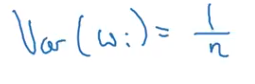 Var(wᵢ) = 1/n